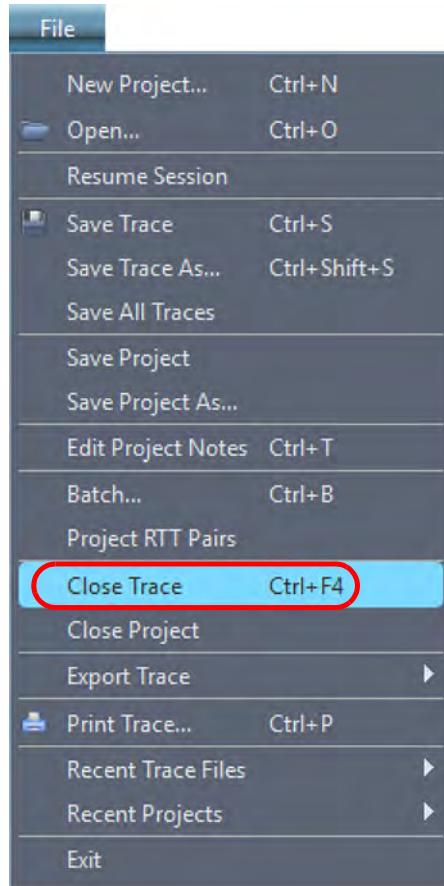 File
New Project... Ctrl+N
Open... Ctrl+O
Resume Session
Save Trace Ctrl+S
Save Trace As... Ctrl+Shift+S
Save All Traces
Save Project
Save Project As...
Edit Project Notes Ctrl+T
Batch... Ctrl+B
Project RTT Pairs
Close Trace Ctrl+F4
Close Project
Export Trace
Print Trace... Ctrl+P
Recent Trace Files
Recent Projects
Exit